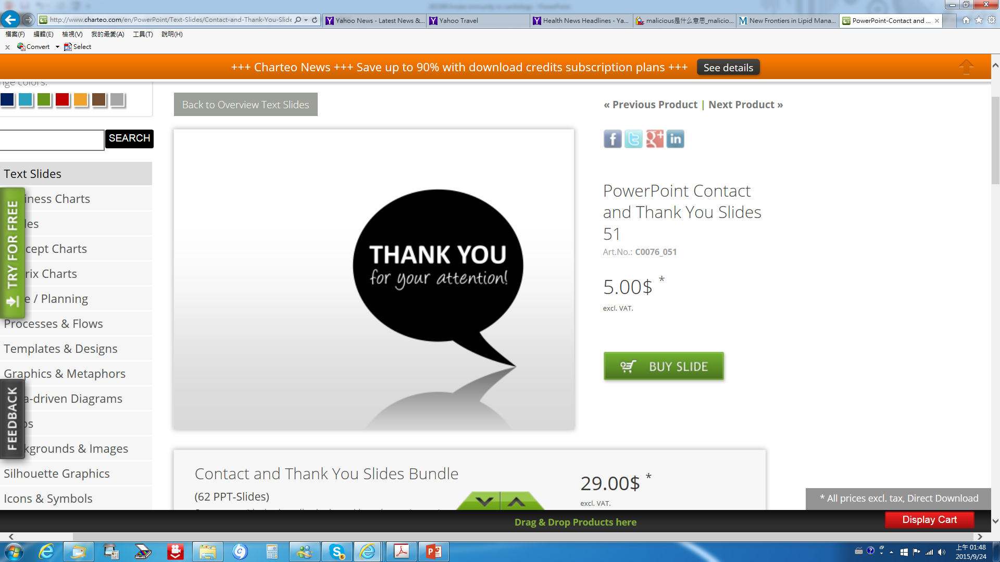 http://www.charteo.com/en/PowerPoint/Text-Slides/Contact-and-Thank-You-Slide
Yahoo News - Latest News &...
Yahoo Travel
Health News Headlines - Ya...
malicious是什么意思_malicio...
New Frontiers in Lipid Mana...
PowerPoint-Contact and ...
檔案(F) 編輯(E) 檢視(V) 我的最愛(A) 工具(T) 說明(H)
x Convert Select
+++ Charteo News +++ Save up to 90% with download credits subscription plans +++ See details
nge colors:
Back to Overview Text Slides
« Previous Product | Next Product »
SEARCH
Text Slides
iness Charts
les
cept Charts
rix Charts
e / Planning
Processes & Flows
Templates & Designs
Graphics & Metaphors
a-driven Diagrams
ps
kgrounds & Images
Silhouette Graphics
Icons & Symbols
TRY FOR FREE
FEEDBACK
THANK YOU
for your attention!
PowerPoint Contact
and Thank You Slides
51
Art.No.: C0076_051
5.00$ *
excl. VAT.
BUY SLIDE
Contact and Thank You Slides Bundle
(62 PPT-Slides)
29.00$ *
excl. VAT.
* All prices excl. tax, Direct Download
Drag & Drop Products here
Display Cart
上午 01:48
2015/9/24